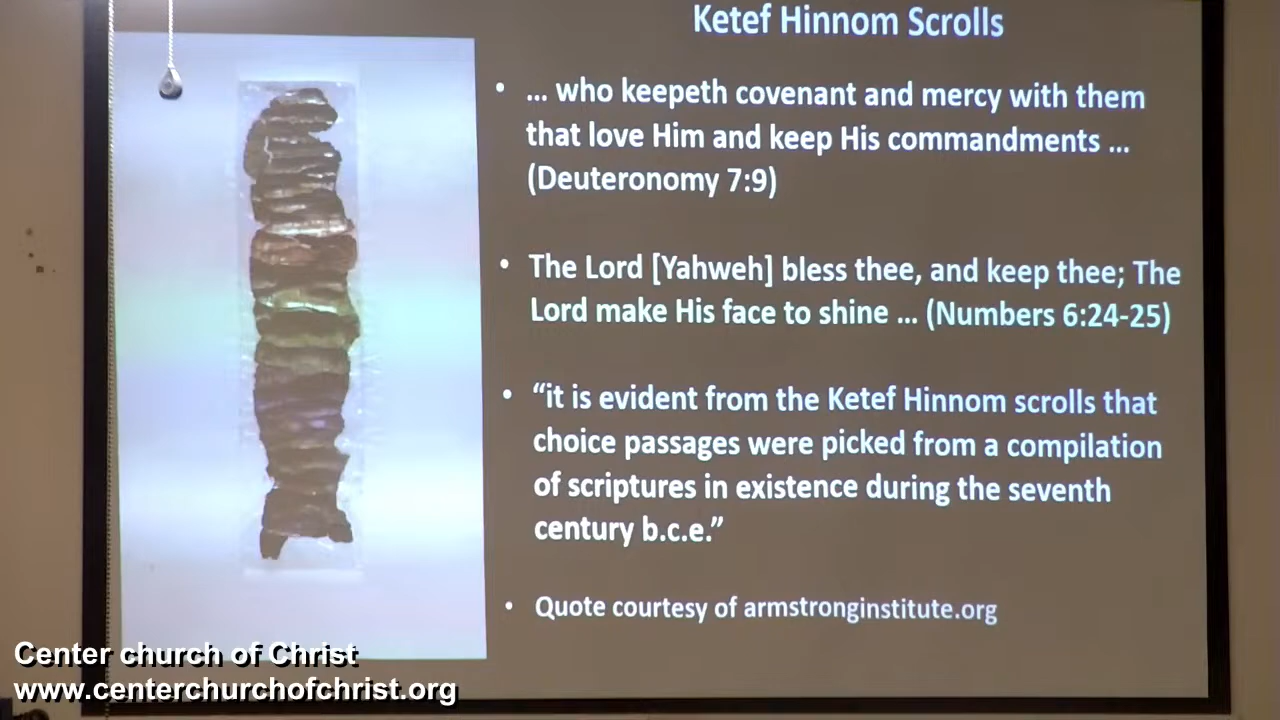 Ketef Hinnom Scrolls
• ... who keepeth covenant and mercy with them
that love Him and keep His commandments ...
(Deuteronomy 7:9)
• The Lord [Yahweh] bless thee, and keep thee; The
Lord make His face to shine ... (Numbers 6:24-25)
• “it is evident from the Ketef Hinnom scrolls that
choice passages were picked from a compilation
of scriptures in existence during the seventh
century b.c.e.”
• Quote courtesy of armstronginstitute.org
Center church of Christ
www.centerchurchofchrist.org